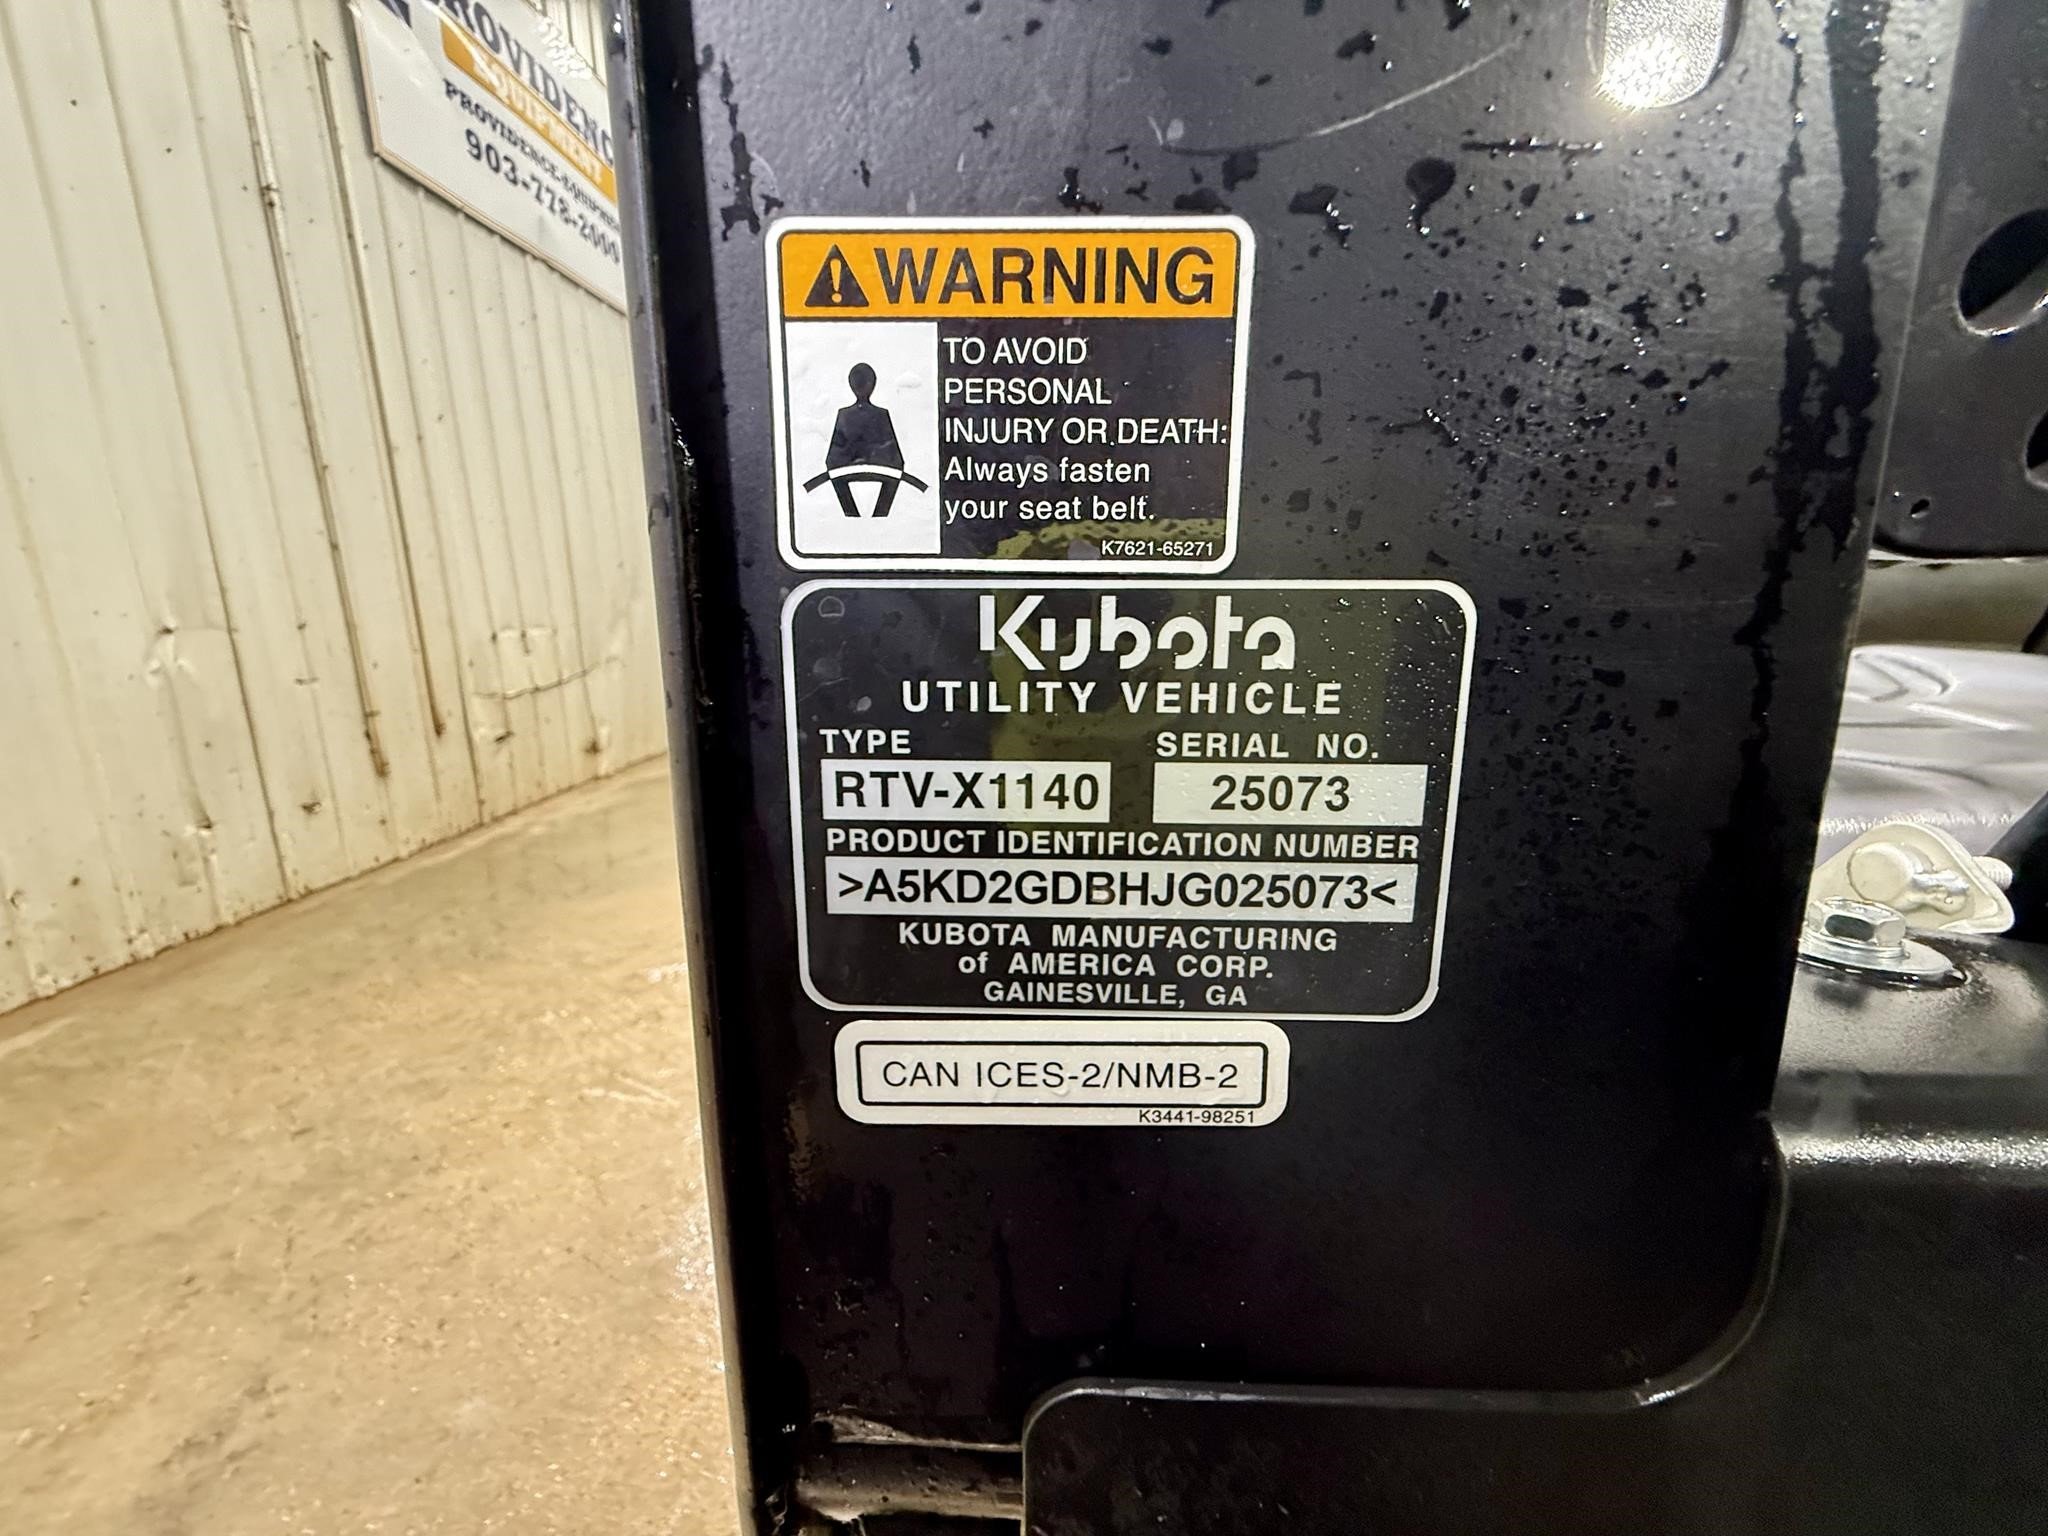 PROVIDENC
EQUIPMENT
903-778-2000
WARNING
TO AVOID
PERSONAL
INJURY OR DEATH:
Always fasten
your seat belt.
K7621-65271
Kubota
UTILITY VEHICLE
TYPE SERIAL NO.
RTV-X1140 25073
PRODUCT IDENTIFICATION NUMBER
>A5KD2GDBHJG025073<
KUBOTA MANUFACTURING
of AMERICA CORP.
GAINESVILLE, GA
CAN ICES-2/NMB-2
K3441-98251